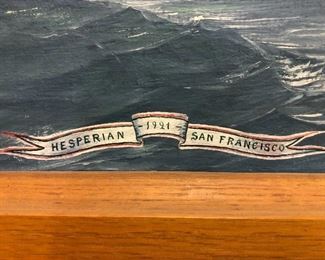 HESPERIAN 1921 SAN FRANCISCO